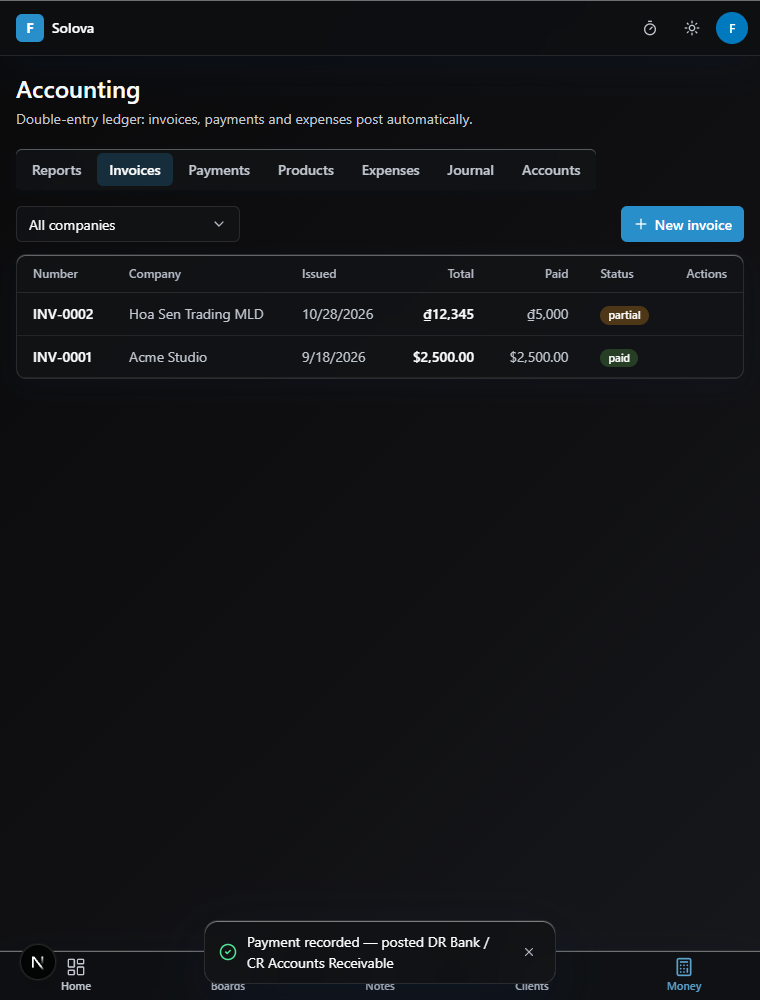 F Solova F
Accounting
Double-entry ledger: invoices, payments and expenses post automatically.
Reports Invoices Payments Products Expenses Journal Accounts
All companies + New invoice
Number Company Issued Total Paid Status Actions
INV-0002 Hoa Sen Trading MLD 10/28/2026 ₫12,345 ₫5,000 partial
INV-0001 Acme Studio 9/18/2026 $2,500.00 $2,500.00 paid
Payment recorded — posted DR Bank /
CR Accounts Receivable
N Home Boards Notes Clients Money